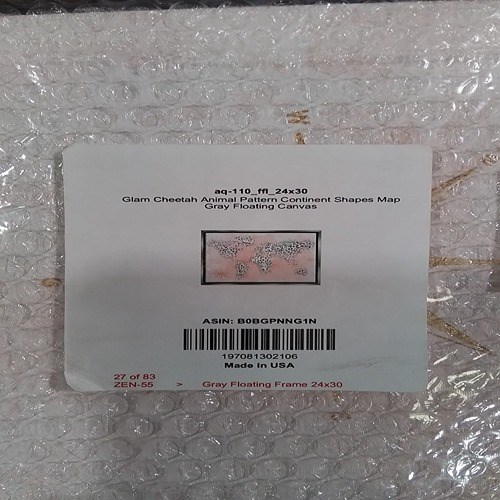 aq-110_ffl_24x30
Glam Cheetah Animal Pattern Continent Shapes Map
Gray Floating Canvas
ASIN: B0BGPNNG1N
197081302106
Made in USA
27 of 83
ZEN-55 > Gray Floating Frame 24x30